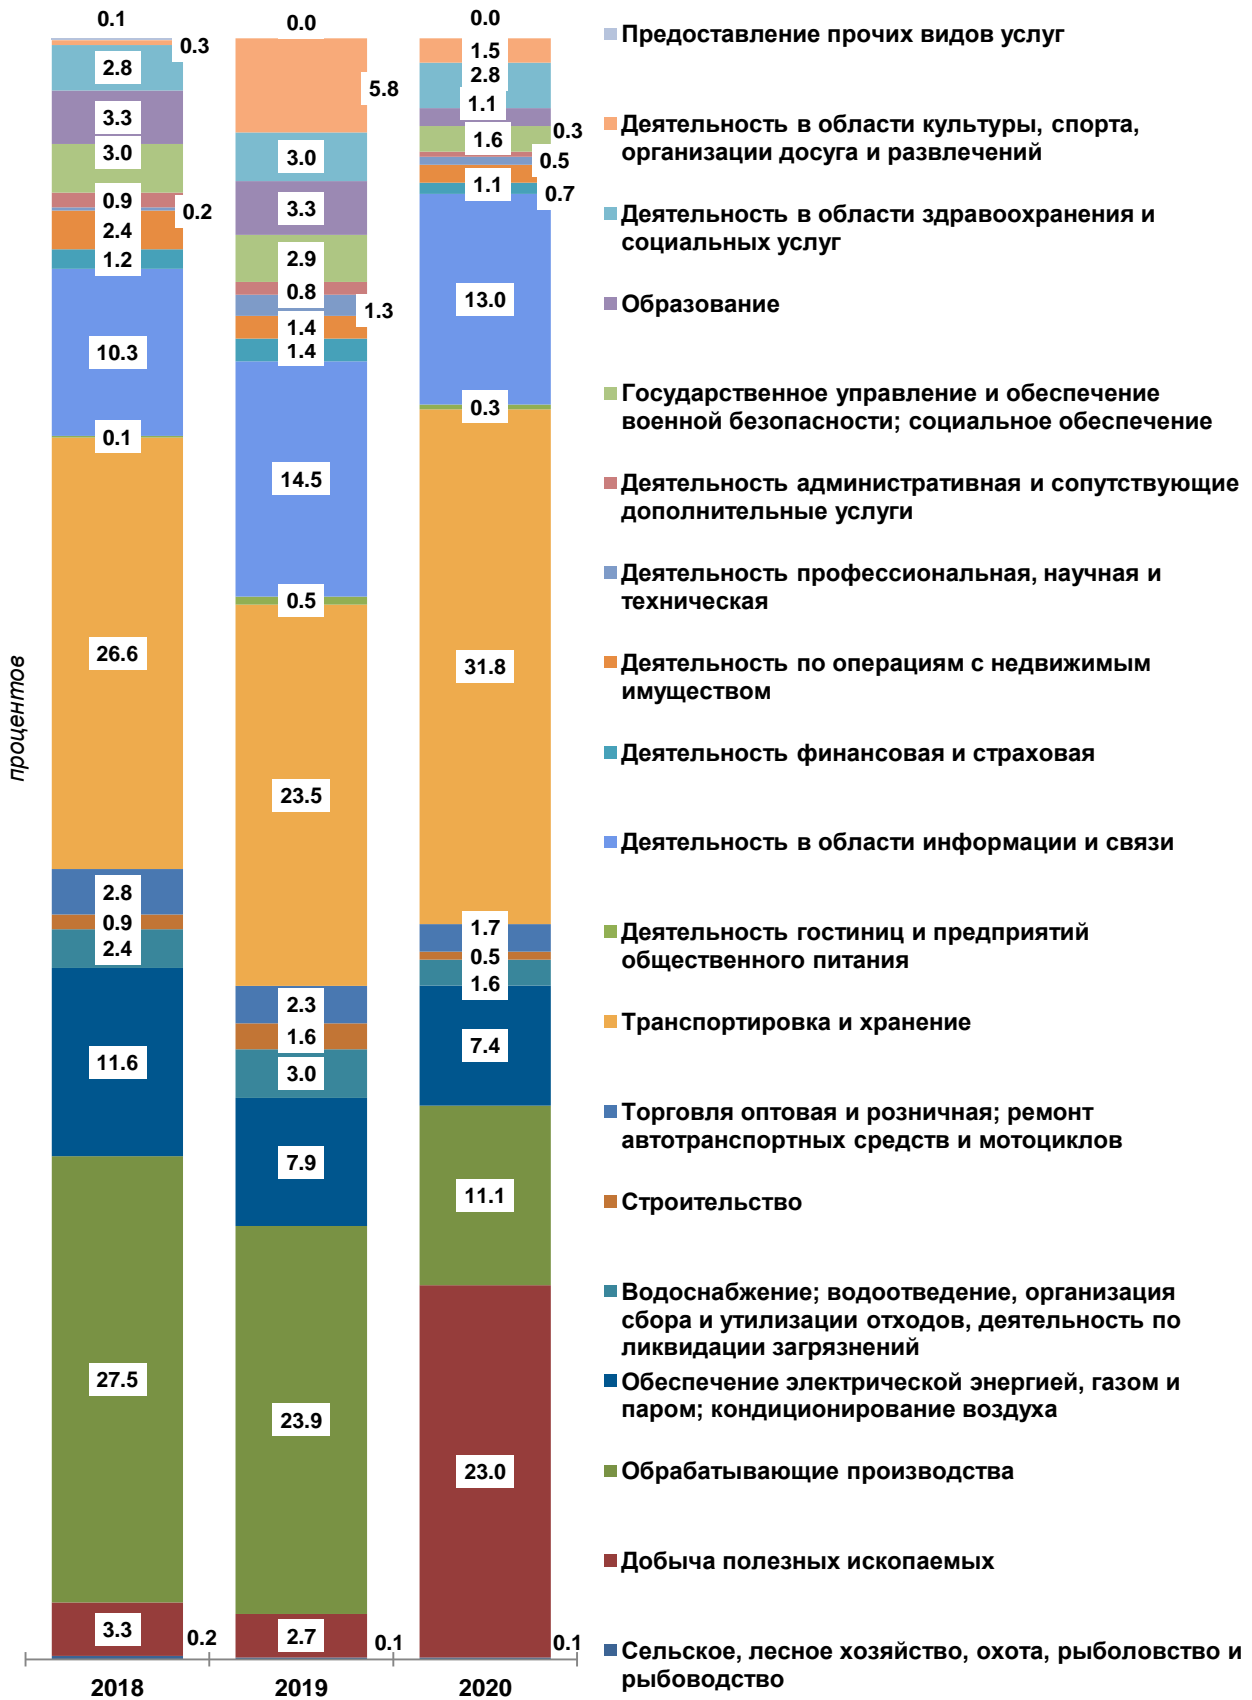 процентов
0.1
0.3
2.8
3.3
3.0
0.9
0.2
2.4
1.2
10.3
0.1
26.6
2.8
0.9
2.4
11.6
27.5
3.3
0.2
2018
0.0
5.8
3.0
3.3
2.9
0.8
1.3
1.4
1.4
14.5
0.5
23.5
2.3
1.6
3.0
7.9
23.9
2.7
0.1
2019
0.0
1.5
2.8
1.1
1.6
0.3
0.5
1.1
0.7
13.0
0.3
31.8
1.7
0.5
1.6
7.4
11.1
23.0
0.1
2020
Предоставление прочих видов услуг
Деятельность в области культуры, спорта,
организации досуга и развлечений
Деятельность в области здравоохранения и
социальных услуг
Образование
Государственное управление и обеспечение
военной безопасности; социальное обеспечение
Деятельность административная и сопутствующие
дополнительные услуги
Деятельность профессиональная, научная и
техническая
Деятельность по операциям с недвижимым
имуществом
Деятельность финансовая и страховая
Деятельность в области информации и связи
Деятельность гостиниц и предприятий
общественного питания
Транспортировка и хранение
Торговля оптовая и розничная; ремонт
автотранспортных средств и мотоциклов
Строительство
Водоснабжение; водоотведение, организация
сбора и утилизации отходов, деятельность по
ликвидации загрязнений
Обеспечение электрической энергией, газом и
паром; кондиционирование воздуха
Обрабатывающие производства
Добыча полезных ископаемых
Сельское, лесное хозяйство, охота, рыболовство и
рыбоводство